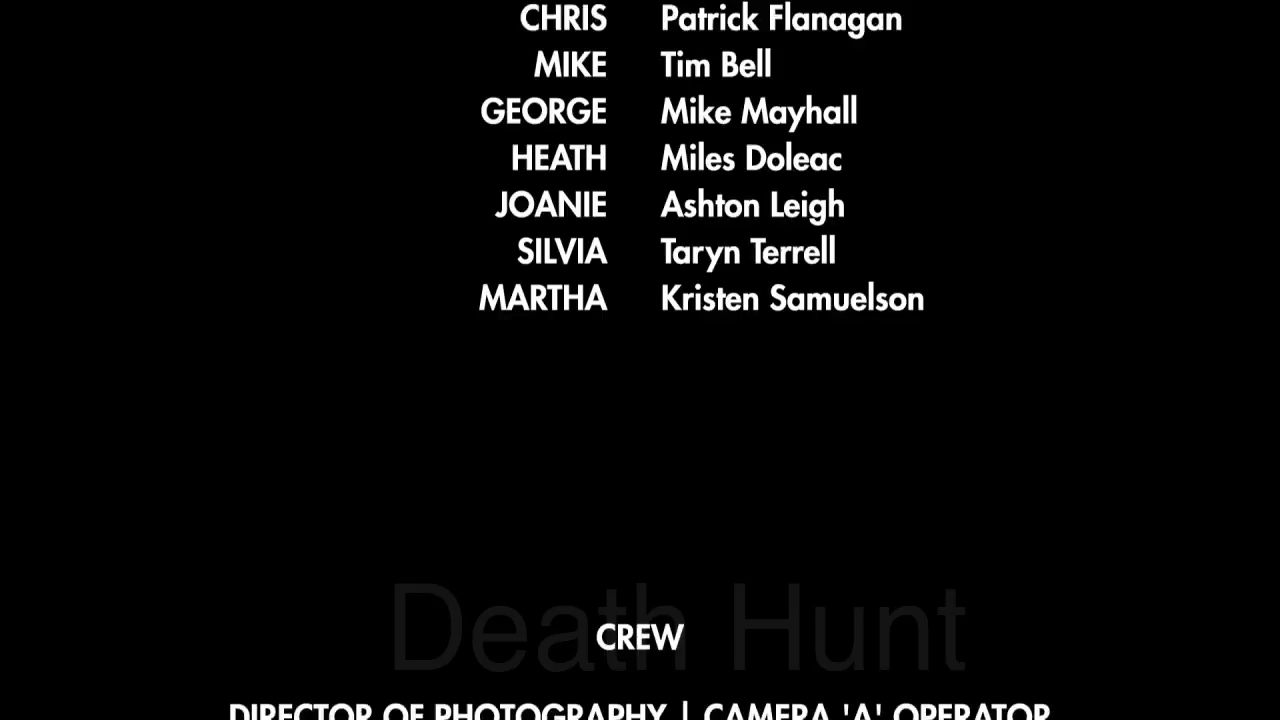 CHRIS Patrick Flanagan
MIKE Tim Bell
GEORGE Mike Mayhall
HEATH Miles Doleac
JOANIE Ashton Leigh
SILVIA Taryn Terrell
MARTHA Kristen Samuelson
Death Hunt
CREW
DIRECTOR OF PHOTOGRAPHY | CAMERA 'A' OPERATOR